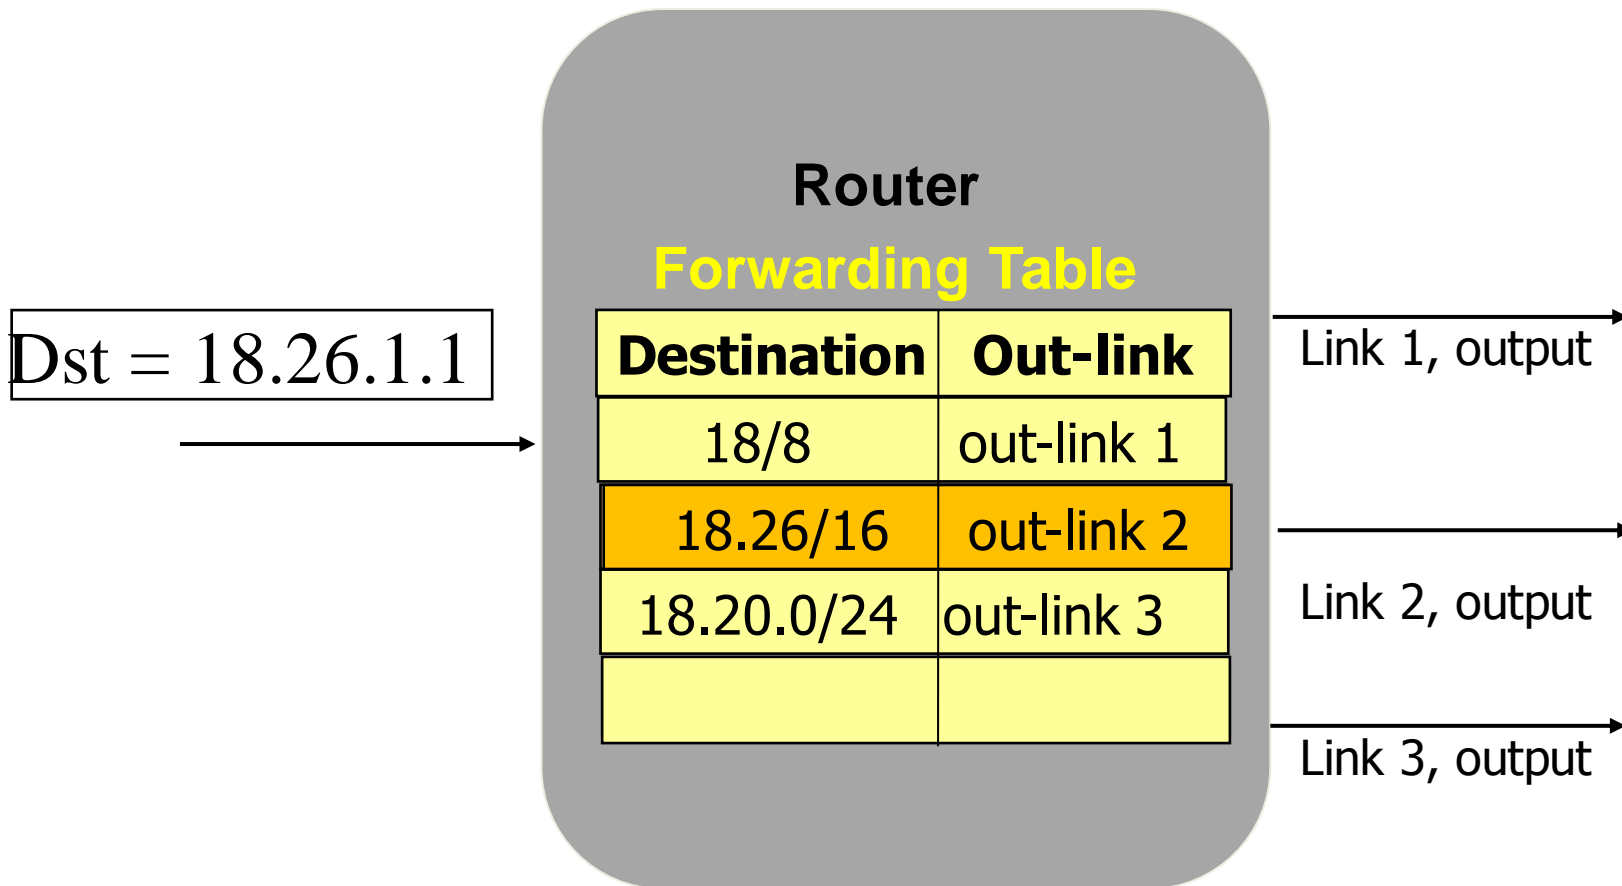 Router
Forwarding Table
Dst = 18.26.1.1
Destination Out-link
18/8 out-link 1
18.26/16 out-link 2
18.20.0/24 out-link 3
Link 1, output
Link 2, output
Link 3, output